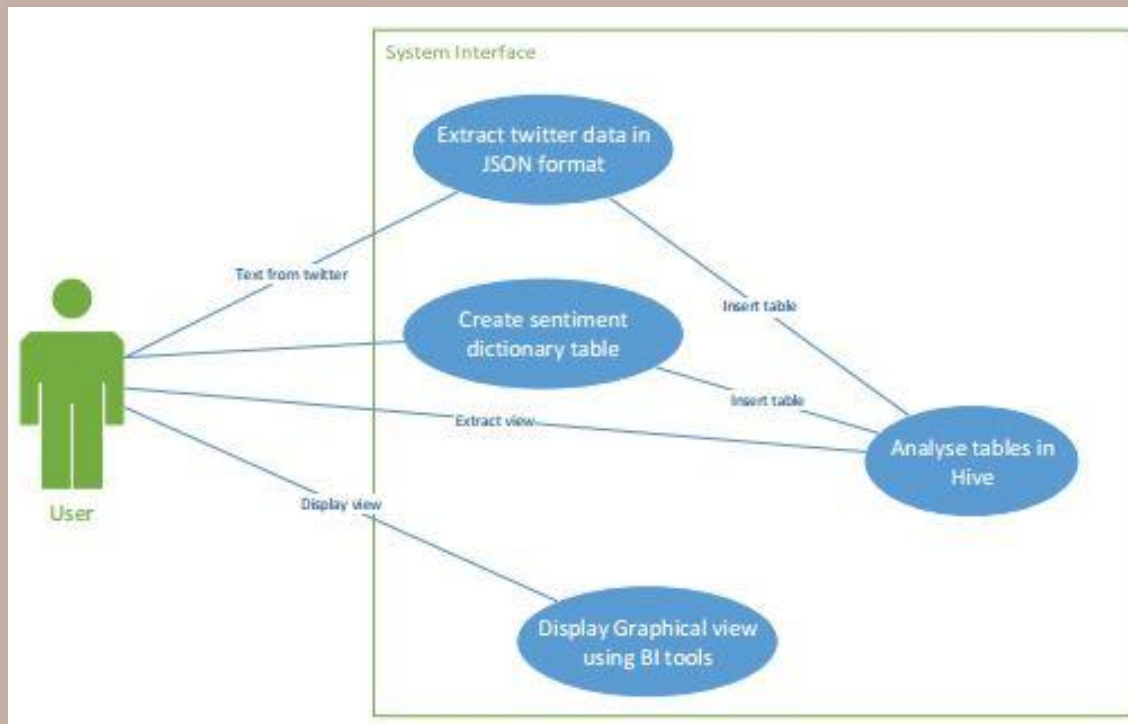 System Interface
Extract twitter data in
JSON format
Text from twitter
Insert table
Create sentiment
dictionary table
Insert table
Extract view
Analyse tables in
Hive
User
Display view
Display Graphical view
using BI tools